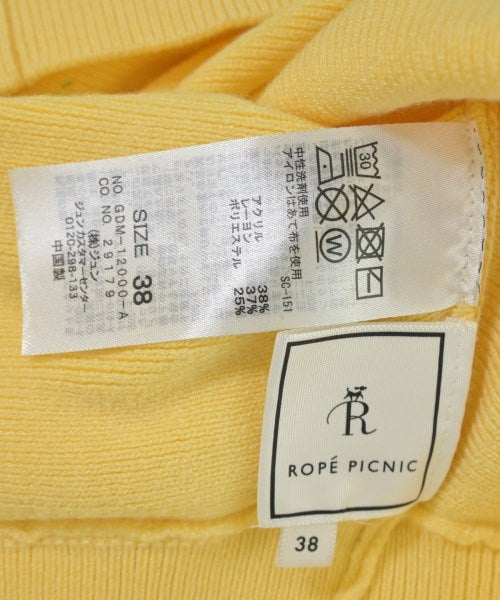 30
中性洗剤使用
アイロンはあて布を使用
SC-151
アクリル 38%
レーヨン 37%
ポリエステル 25%
SIZE 38
NO. GDM-12000-A
CO. NO. 29179
(株)ジュン
ジュンカスタマーセンター
0120-298-133
中国製
W
R
ROPÉ PICNIC
38